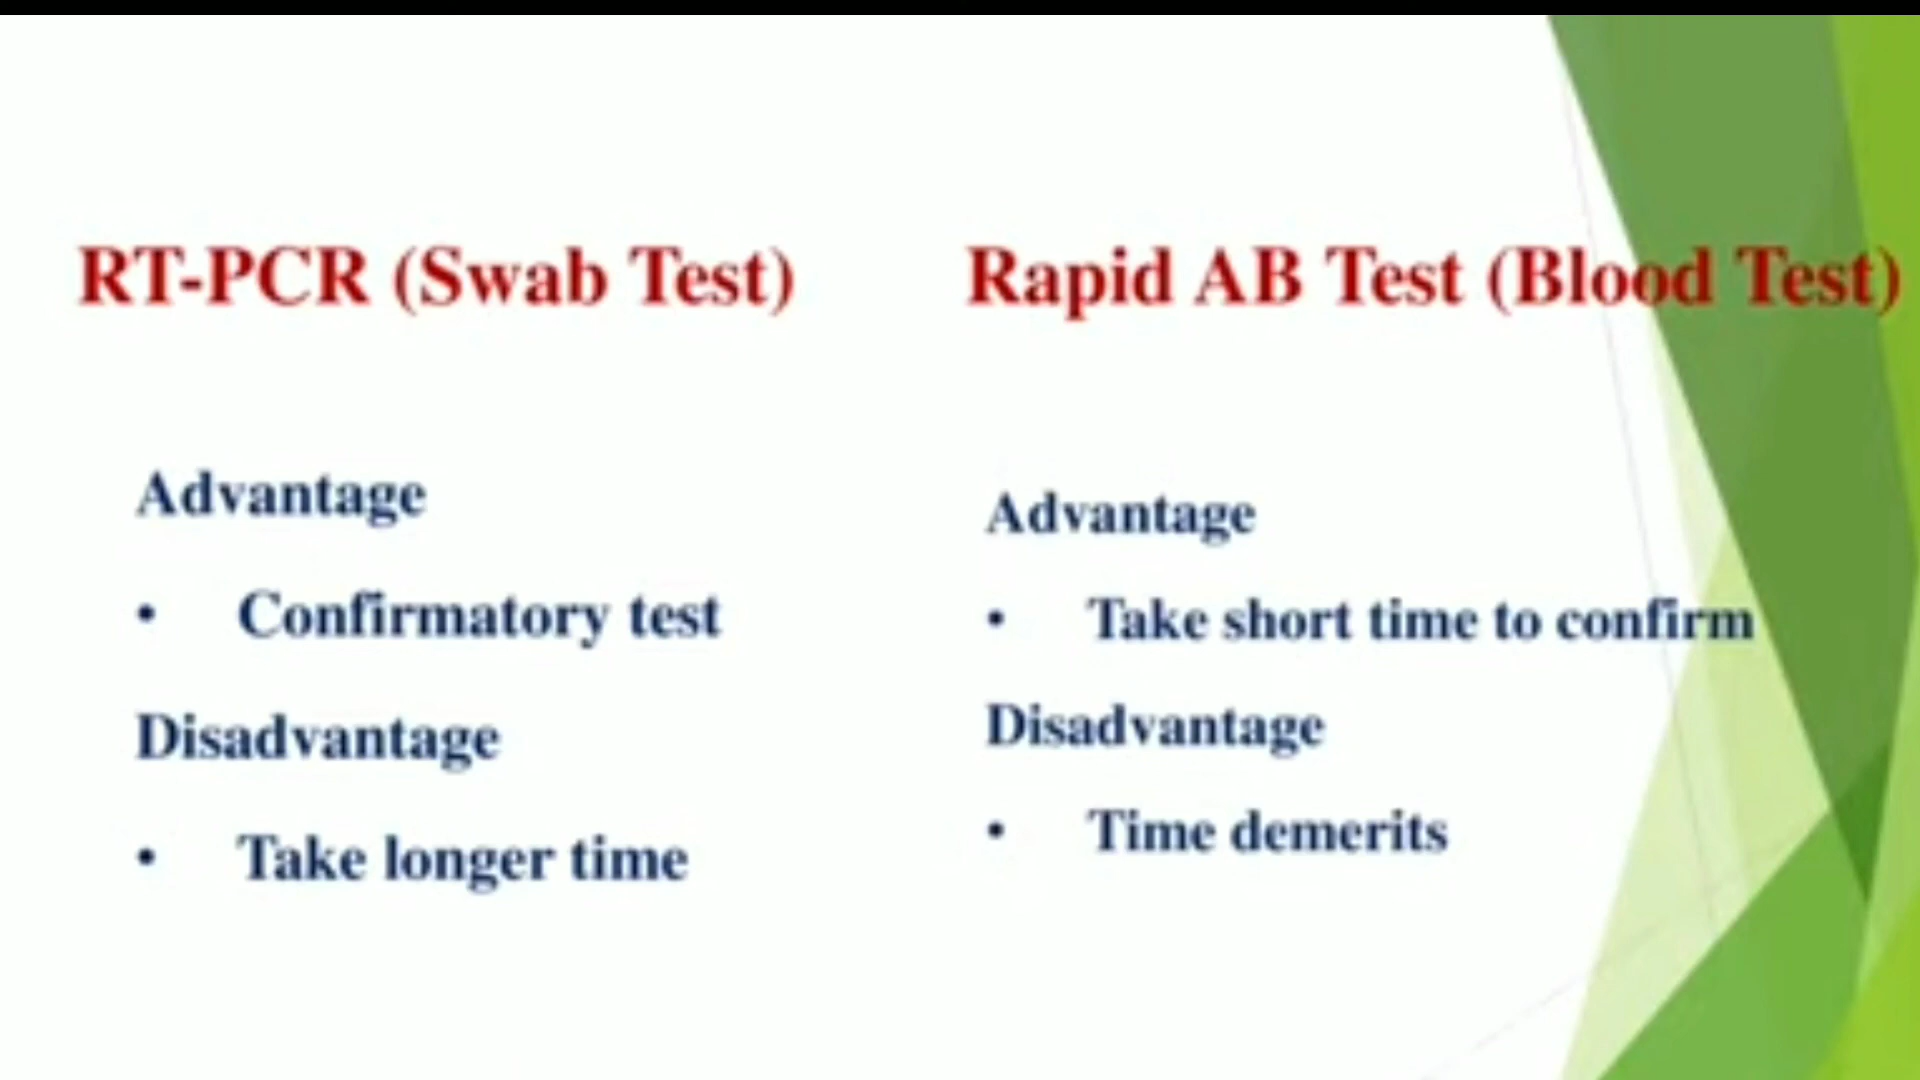 RT-PCR (Swab Test)
Advantage
• Confirmatory test
Disadvantage
• Take longer time
Rapid AB Test (Blood Test)
Advantage
• Take short time to confirm
Disadvantage
• Time demerits